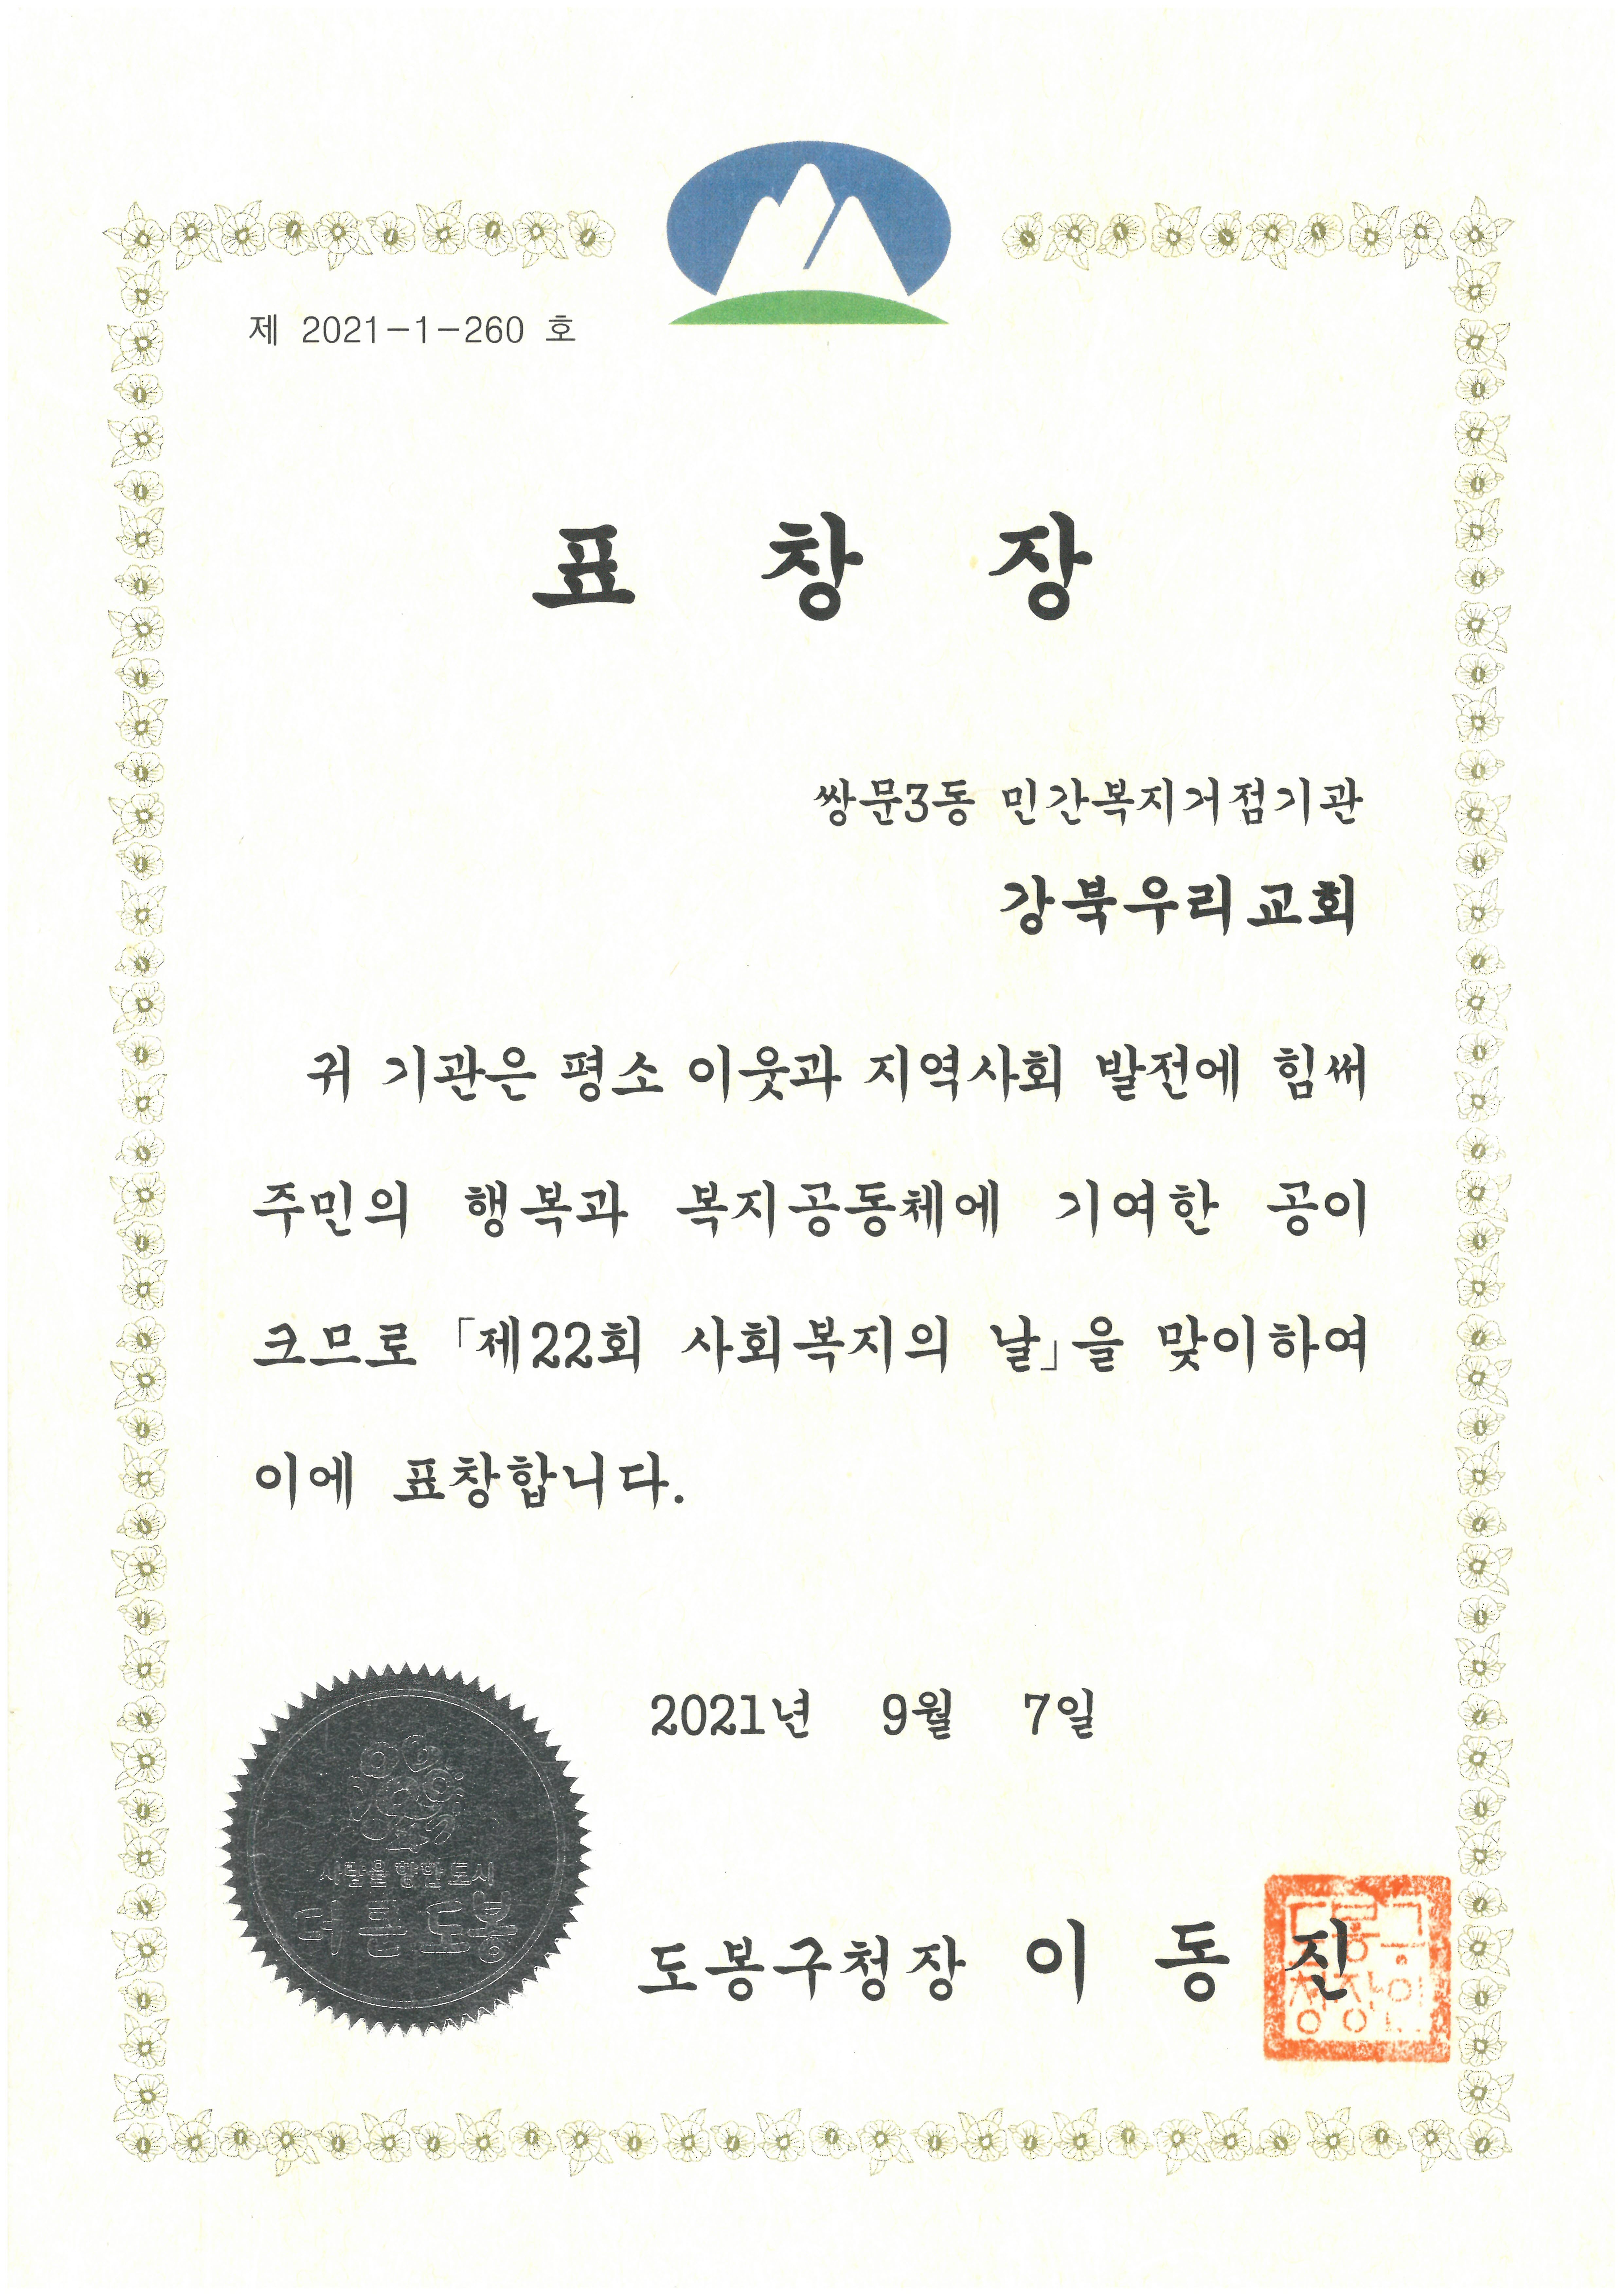 제 2021-1-260 호
표 창 장
쌍문3동 민간복지거점기관
강북우리교회
귀 기관은 평소 이웃과 지역사회 발전에 힘써
주민의 행복과 복지공동체에 기여한 공이
크므로 「제22회 사회복지의 날」을 맞이하여
이에 표창합니다.
2021년 9월 7일
사람을 향한 도시
더 큰 도봉
도봉구청장 이 동 진
도봉구
청장인